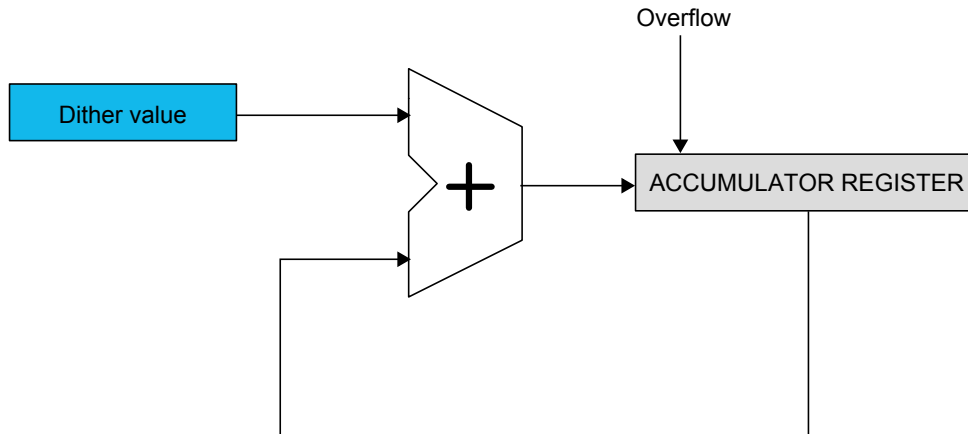 Overflow
Dither value
+
ACCUMULATOR REGISTER